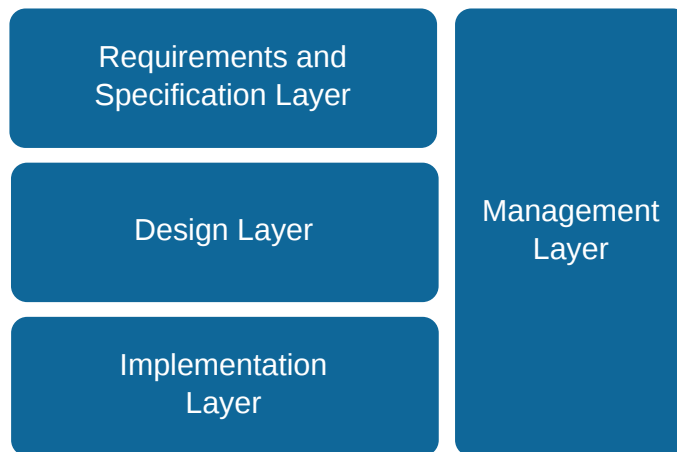 Requirements and
Specification Layer
Design Layer
Implementation
Layer
Management
Layer